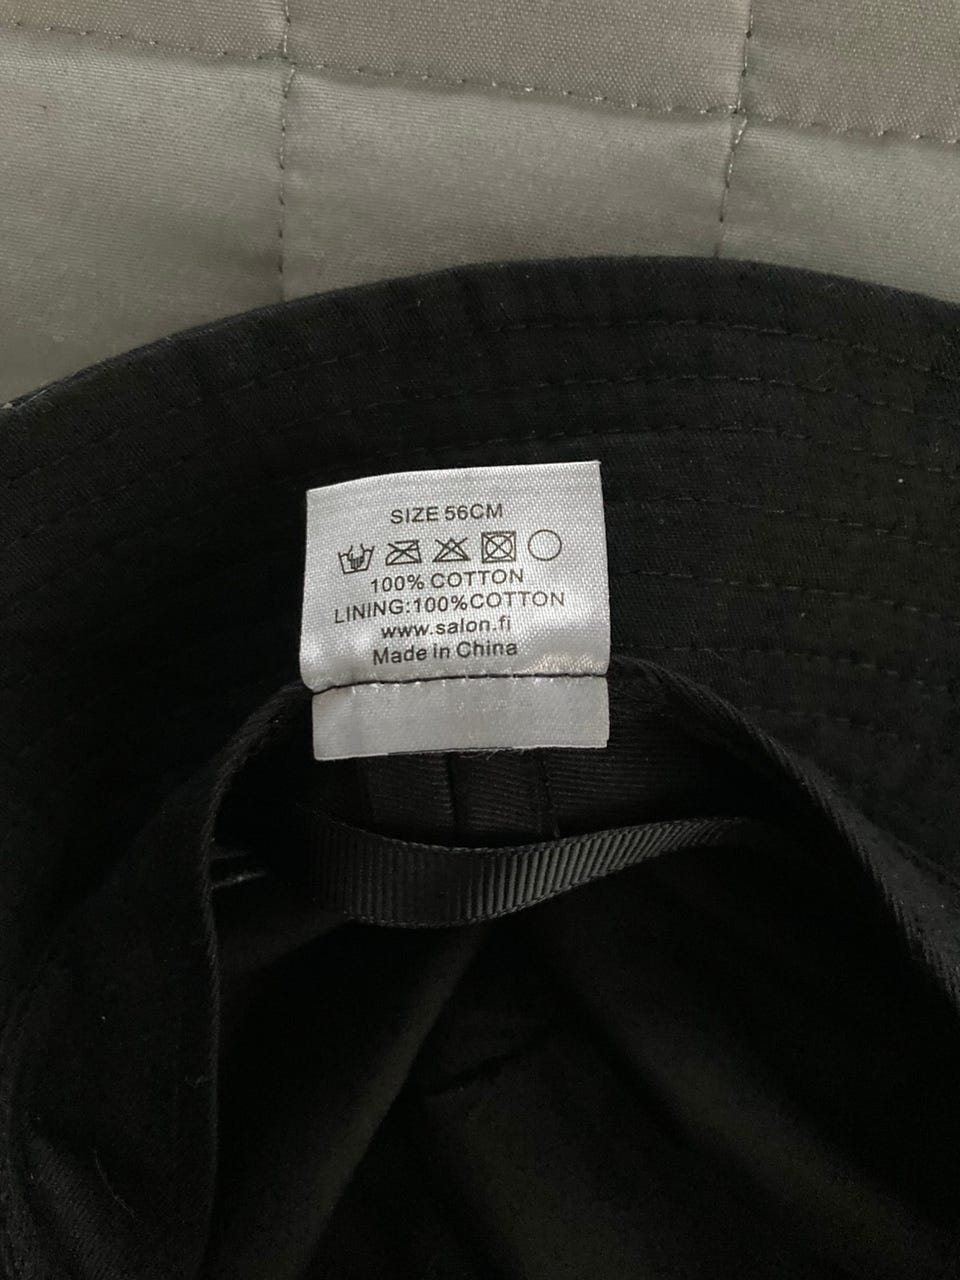 SIZE 56CM
100% COTTON
LINING:100%COTTON
www.salon.fi
Made in China